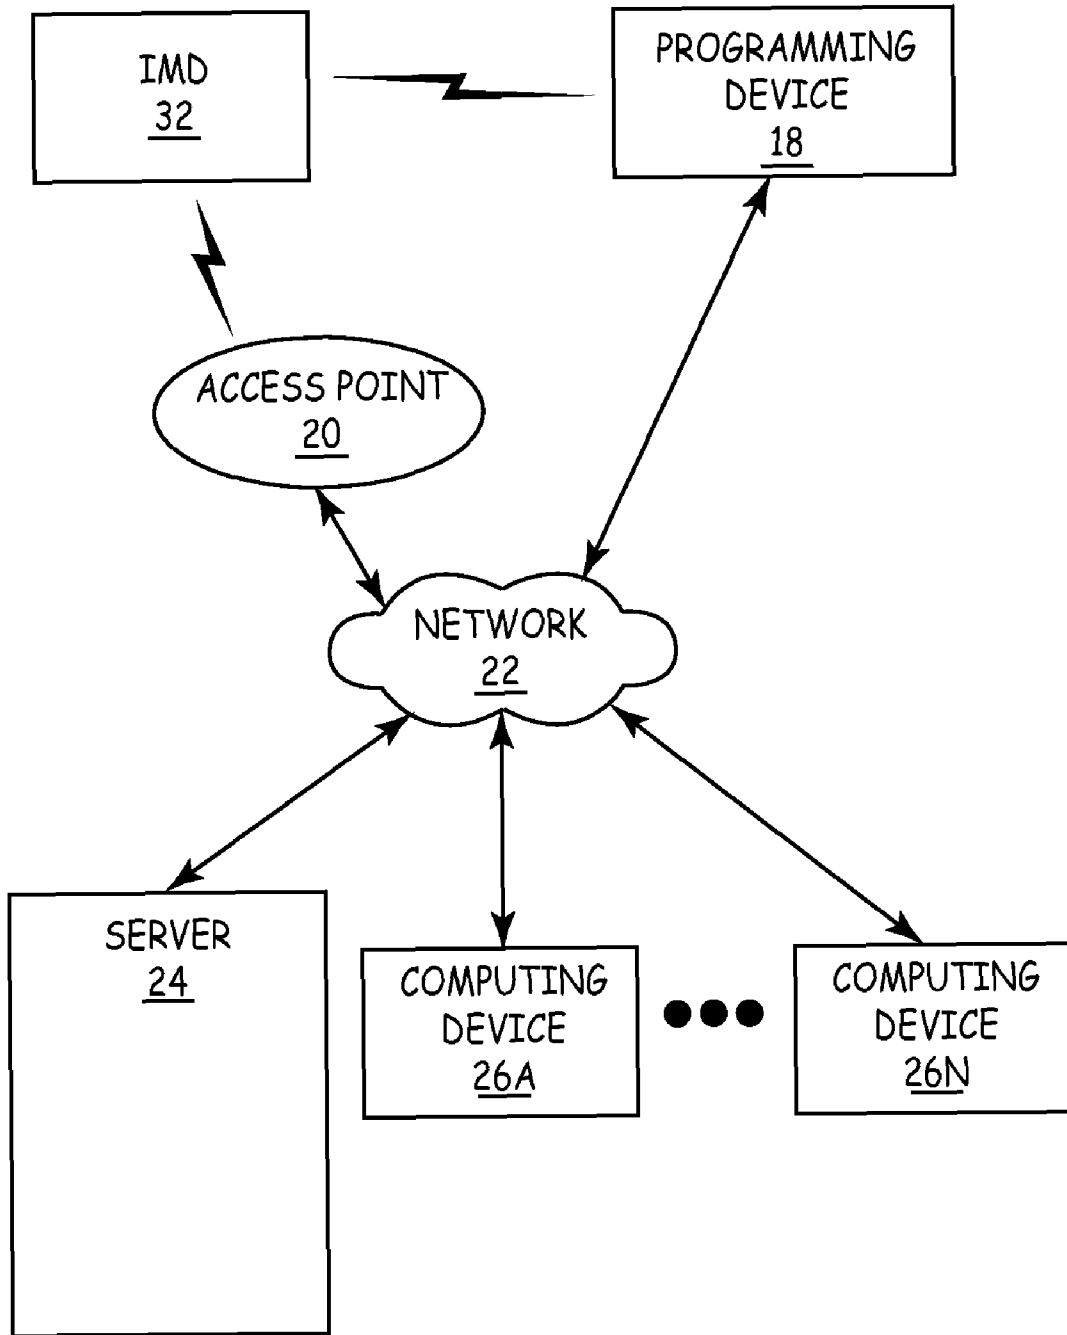 IMD
32
PROGRAMMING
DEVICE
18
ACCESS POINT
20
NETWORK
22
SERVER
24
COMPUTING
DEVICE
26A
COMPUTING
DEVICE
26N